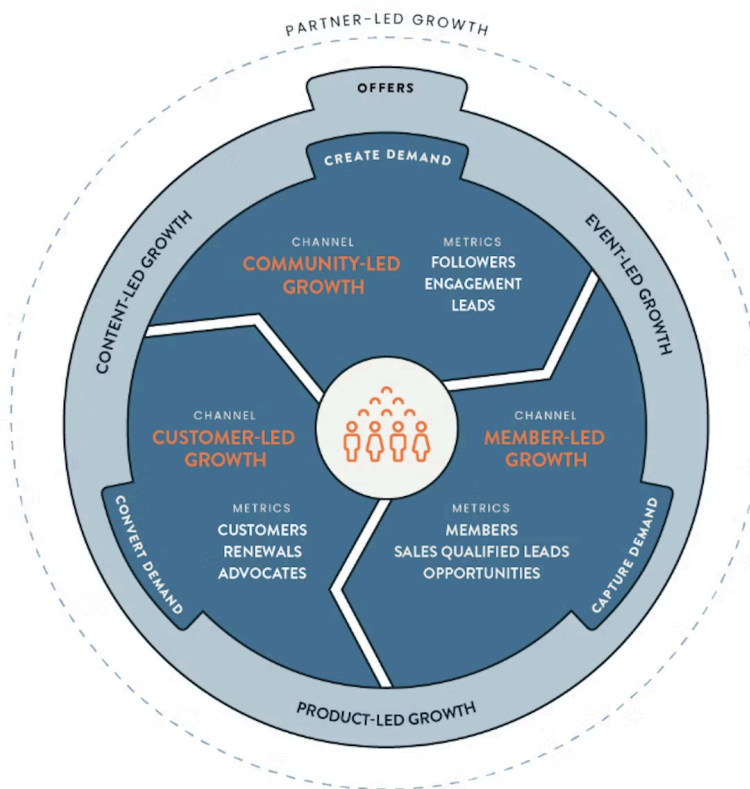 PARTNER-LED GROWTH
OFFERS
CREATE DEMAND
CONTENT-LED GROWTH
EVENT-LED GROWTH
CHANNEL
COMMUNITY-LED
GROWTH
METRICS
FOLLOWERS
ENGAGEMENT
LEADS
CHANNEL
CUSTOMER-LED
GROWTH
METRICS
CUSTOMERS
RENEWALS
ADVOCATES
CHANNEL
MEMBER-LED
GROWTH
METRICS
MEMBERS
SALES QUALIFIED LEADS
OPPORTUNITIES
CONVERT DEMAND
CAPTURE DEMAND
PRODUCT-LED GROWTH